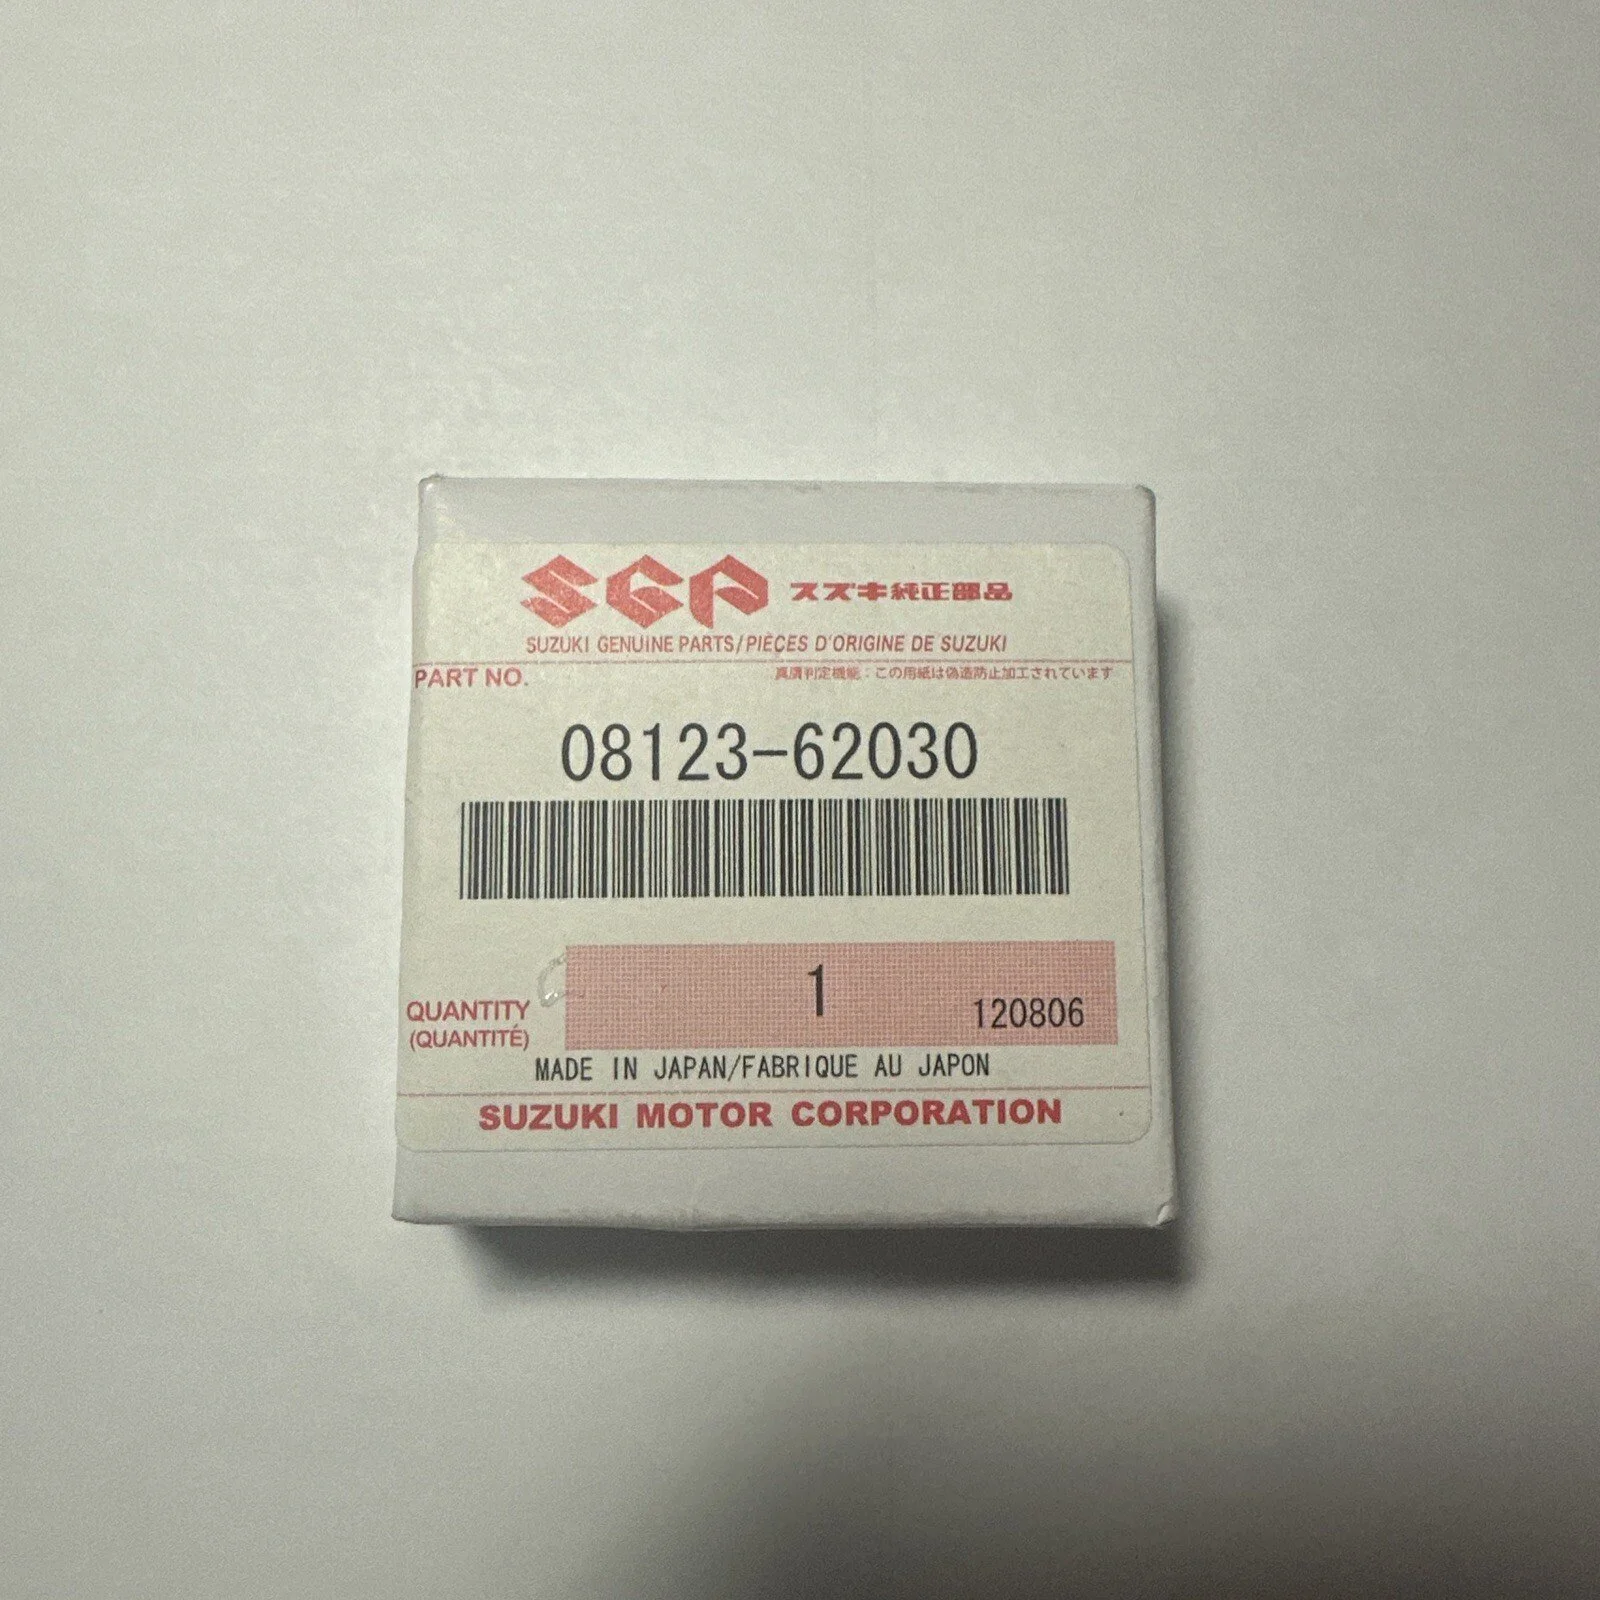 SGP スズキ純正部品
SUZUKI GENUINE PARTS/PIÈCES D'ORIGINE DE SUZUKI
PART NO. 真贋判定機能：この用紙は偽造防止加工されています
08123-62030
1
120806
QUANTITY
(QUANTITÉ)
MADE IN JAPAN/FABRIQUE AU JAPON
SUZUKI MOTOR CORPORATION